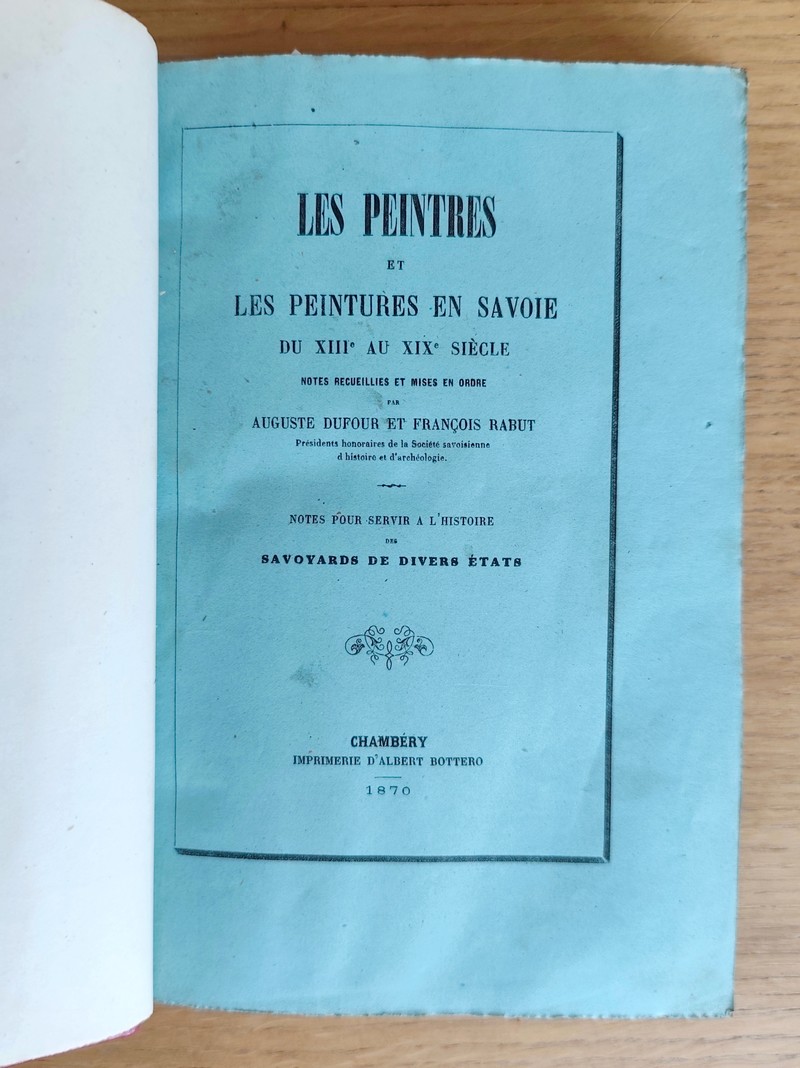 LES PEINTRES
ET
LES PEINTURES EN SAVOIE
DU XIIIe AU XIXe SIÈCLE
NOTES RECUEILLIES ET MISES EN ORDRE
PAR
AUGUSTE DUFOUR ET FRANÇOIS RABUT
Présidents honoraires de la Société savoisienne
d histoire et d'archéologie.
NOTES POUR SERVIR A L'HISTOIRE
DES
SAVOYARDS DE DIVERS ÉTATS
CHAMBÉRY
IMPRIMERIE D'ALBERT BOTTERO
1870